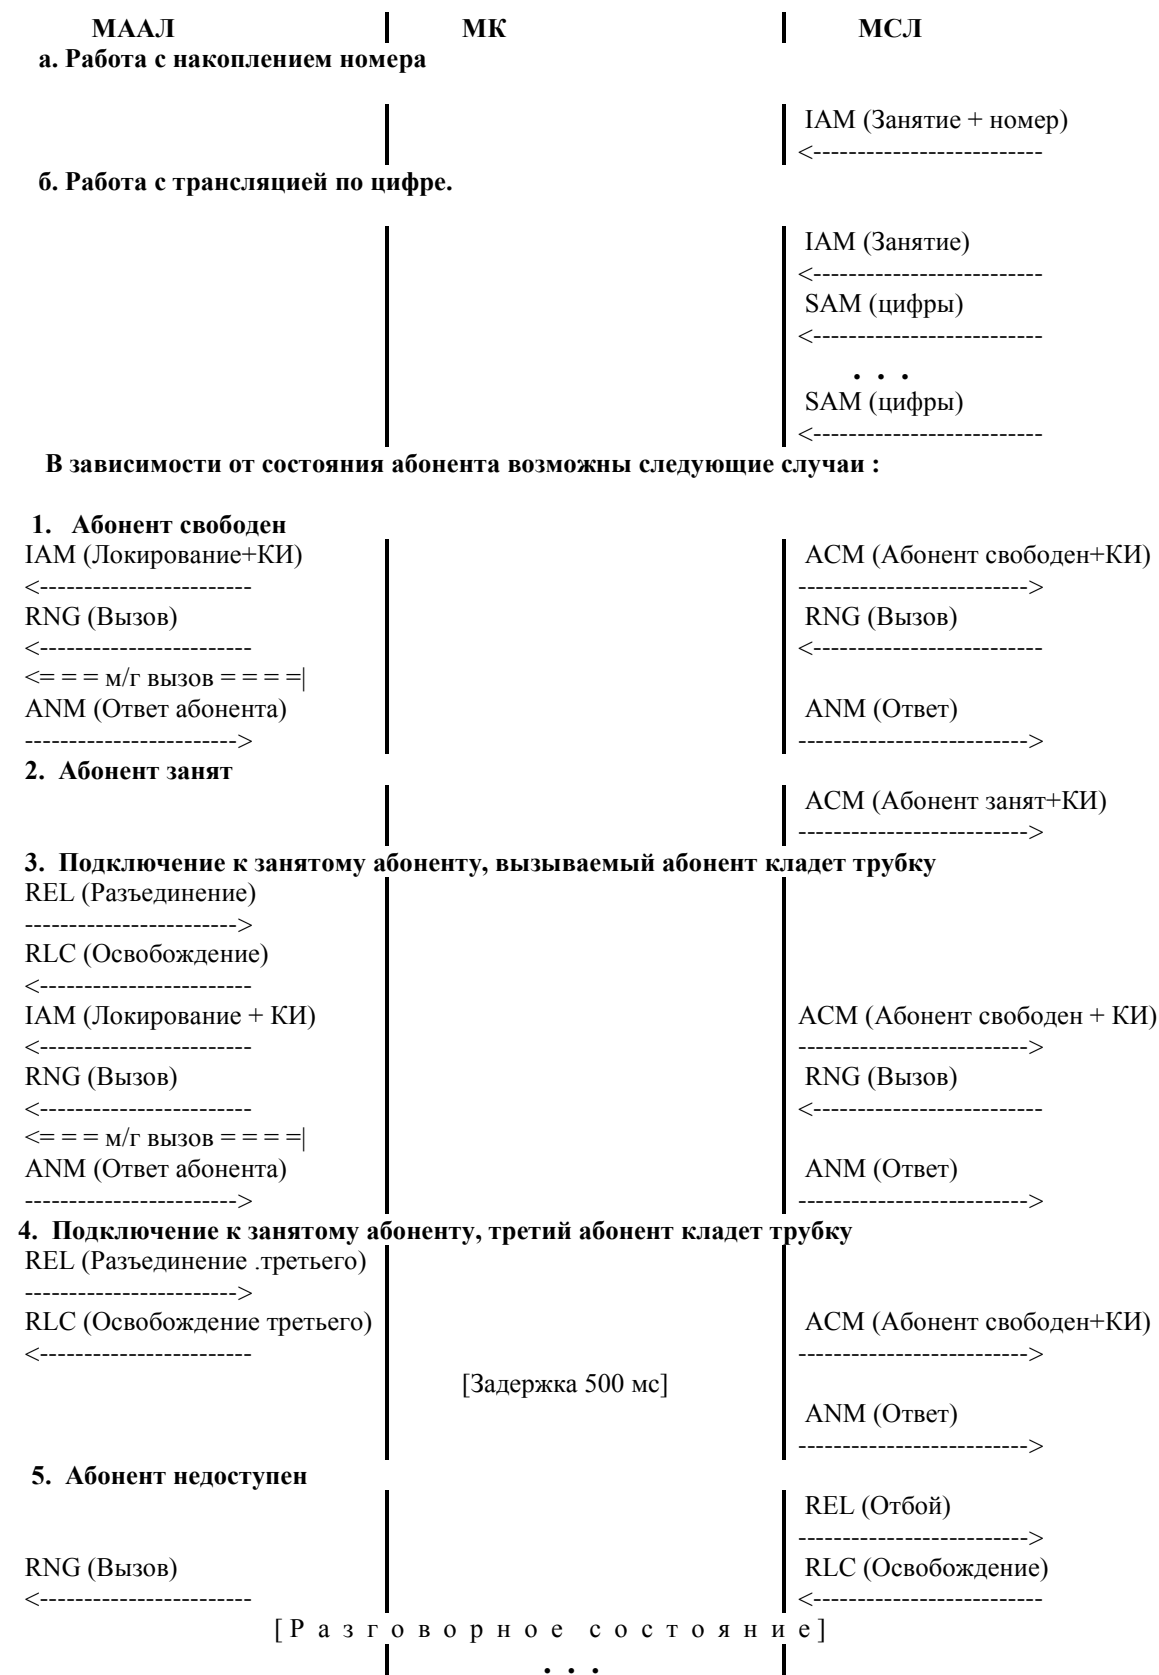 МААЛ МК МСЛ
а. Работа с накоплением номера
IAM (Занятие + номер)
<--------------------------
б. Работа с трансляцией по цифре.
IAM (Занятие)
<--------------------------
SAM (цифры)
<--------------------------
. . .
SAM (цифры)
<--------------------------
В зависимости от состояния абонента возможны следующие случаи :
1. Абонент свободен
IAM (Локирование+КИ) ACM (Абонент свободен+КИ)
<------------------------ -------------------------->
RNG (Вызов) RNG (Вызов)
<------------------------ <--------------------------
<= = = м/г вызов = = = =|
ANM (Ответ абонента) ANM (Ответ)
------------------------> -------------------------->
2. Абонент занят
ACM (Абонент занят+КИ)
-------------------------->
3. Подключение к занятому абоненту, вызываемый абонент кладет трубку
REL (Разъединение)
------------------------>
RLC (Освобождение)
<------------------------
IAM (Локирование + КИ) ACM (Абонент свободен + КИ)
<------------------------ -------------------------->
RNG (Вызов) RNG (Вызов)
<------------------------ <--------------------------
<= = = м/г вызов = = = =|
ANM (Ответ абонента) ANM (Ответ)
------------------------> -------------------------->
4. Подключение к занятому абоненту, третий абонент кладет трубку
REL (Разъединение .третьего)
------------------------>
RLC (Освобождение третьего) ACM (Абонент свободен+КИ)
<------------------------ -------------------------->
[Задержка 500 мс]
ANM (Ответ)
-------------------------->
5. Абонент недоступен
REL (Отбой)
-------------------------->
RNG (Вызов) RLC (Освобождение)
<------------------------ <--------------------------
[ Р а з г о в о р н о е с о с т о я н и е ]
. . .